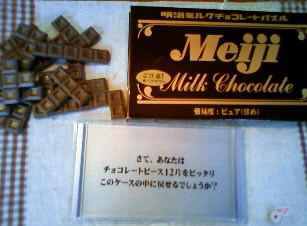 明治ミルクチョコレートパズル
Meiji
Milk Chocolate
難易度：ピュア（甘め）
さて、あなたは
チョコレートピース12片をピッタリ
このケースの中に戻せるでしょうか？